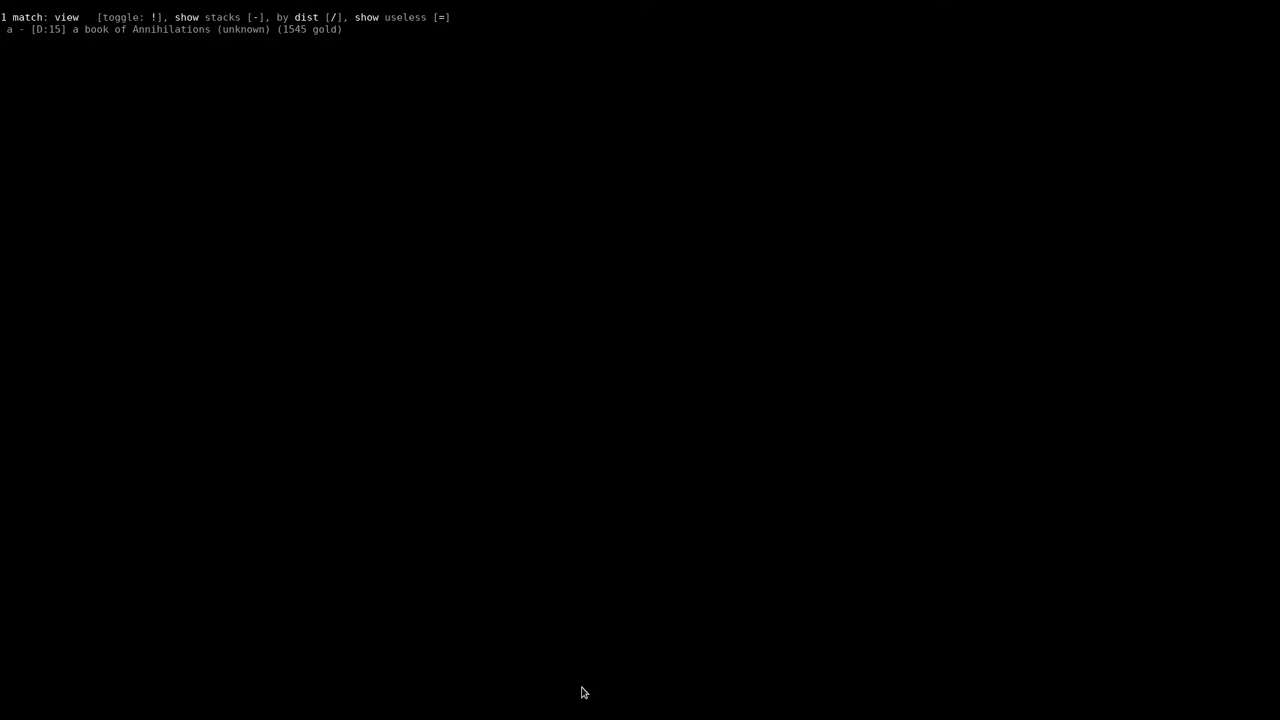 1 match: view   [toggle: !], show stacks [-], by dist [/], show useless [=]
a - [D:15] a book of Annihilations (unknown) (1545 gold)